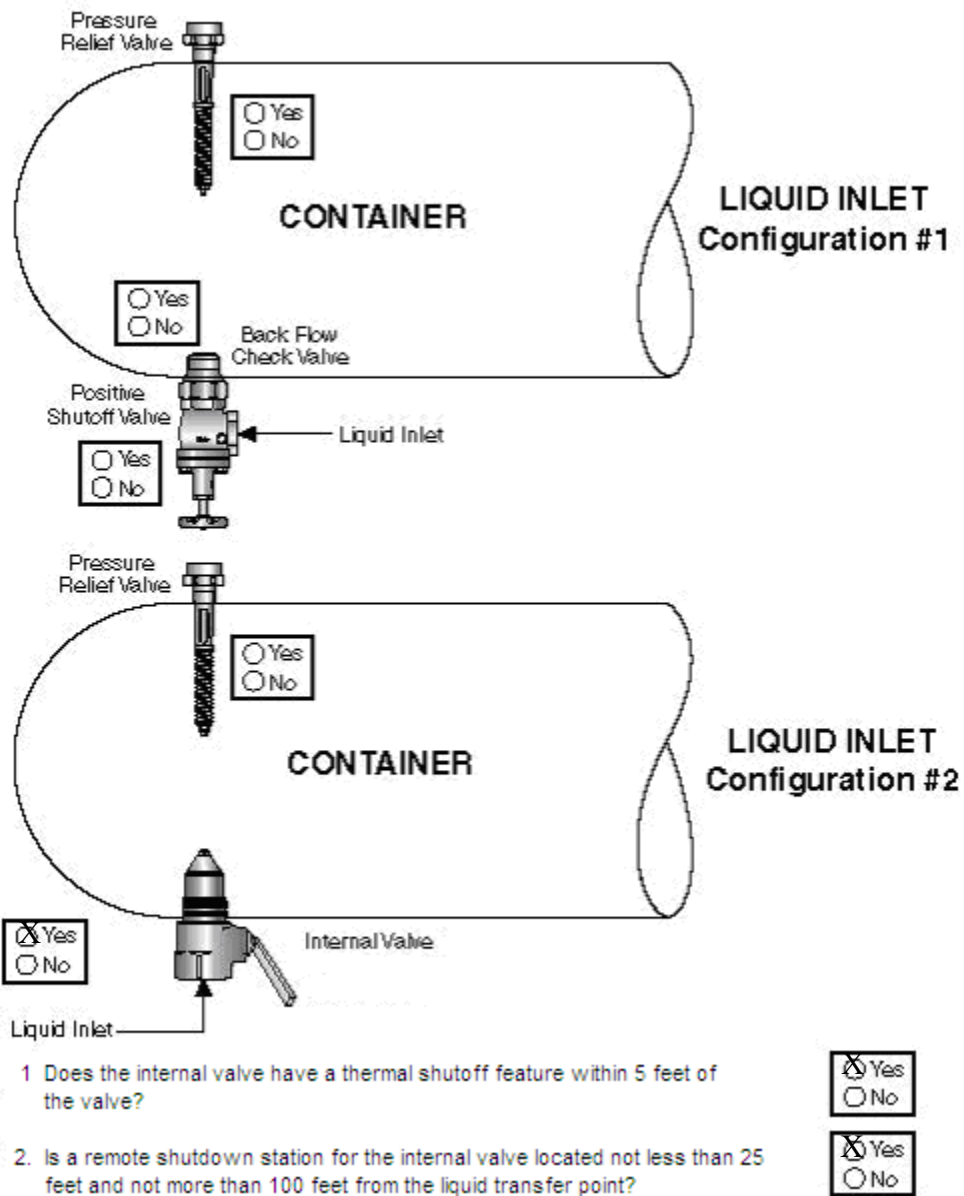 Pressure
Relief Valve
○ Yes
○ No
CONTAINER
LIQUID INLET
Configuration #1
○ Yes
○ No
Back Flow
Check Valve
Positive
Shutoff Valve
Liquid Inlet
○ Yes
○ No
Pressure
Relief Valve
○ Yes
○ No
CONTAINER
LIQUID INLET
Configuration #2
X Yes
○ No
Internal Valve
Liquid Inlet
1 Does the internal valve have a thermal shutoff feature within 5 feet of
the valve?
X Yes
○ No
2. Is a remote shutdown station for the internal valve located not less than 25
feet and not more than 100 feet from the liquid transfer point?
X Yes
○ No